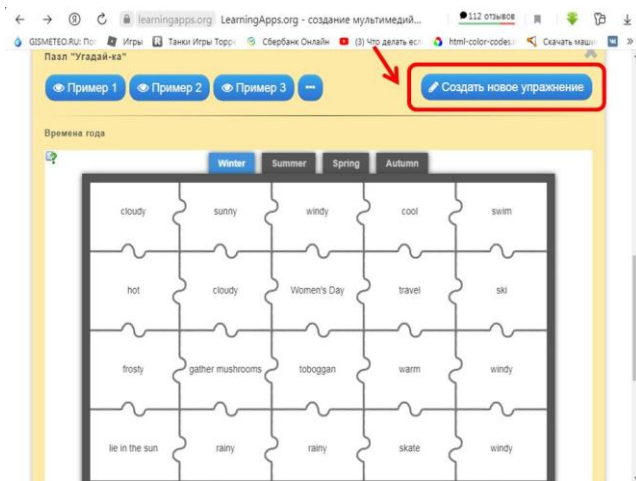 learningapps.org LearningApps.org - создание мультимедий... 112 отзывов
GISMETEO.RU: По Игры Танки Игры Торр Сбербанк Онлайн (3) Что делать есл html-color-codes.i Скачать маши
Пазл "Угадай-ка"
Пример 1 Пример 2 Пример 3 ... Создать новое упражнение
Времена года
Winter Summer Spring Autumn
cloudy sunny windy cool swim
hot cloudy Women's Day travel ski
frosty gather mushrooms toboggan warm windy
lie in the sun rainy rainy skate windy